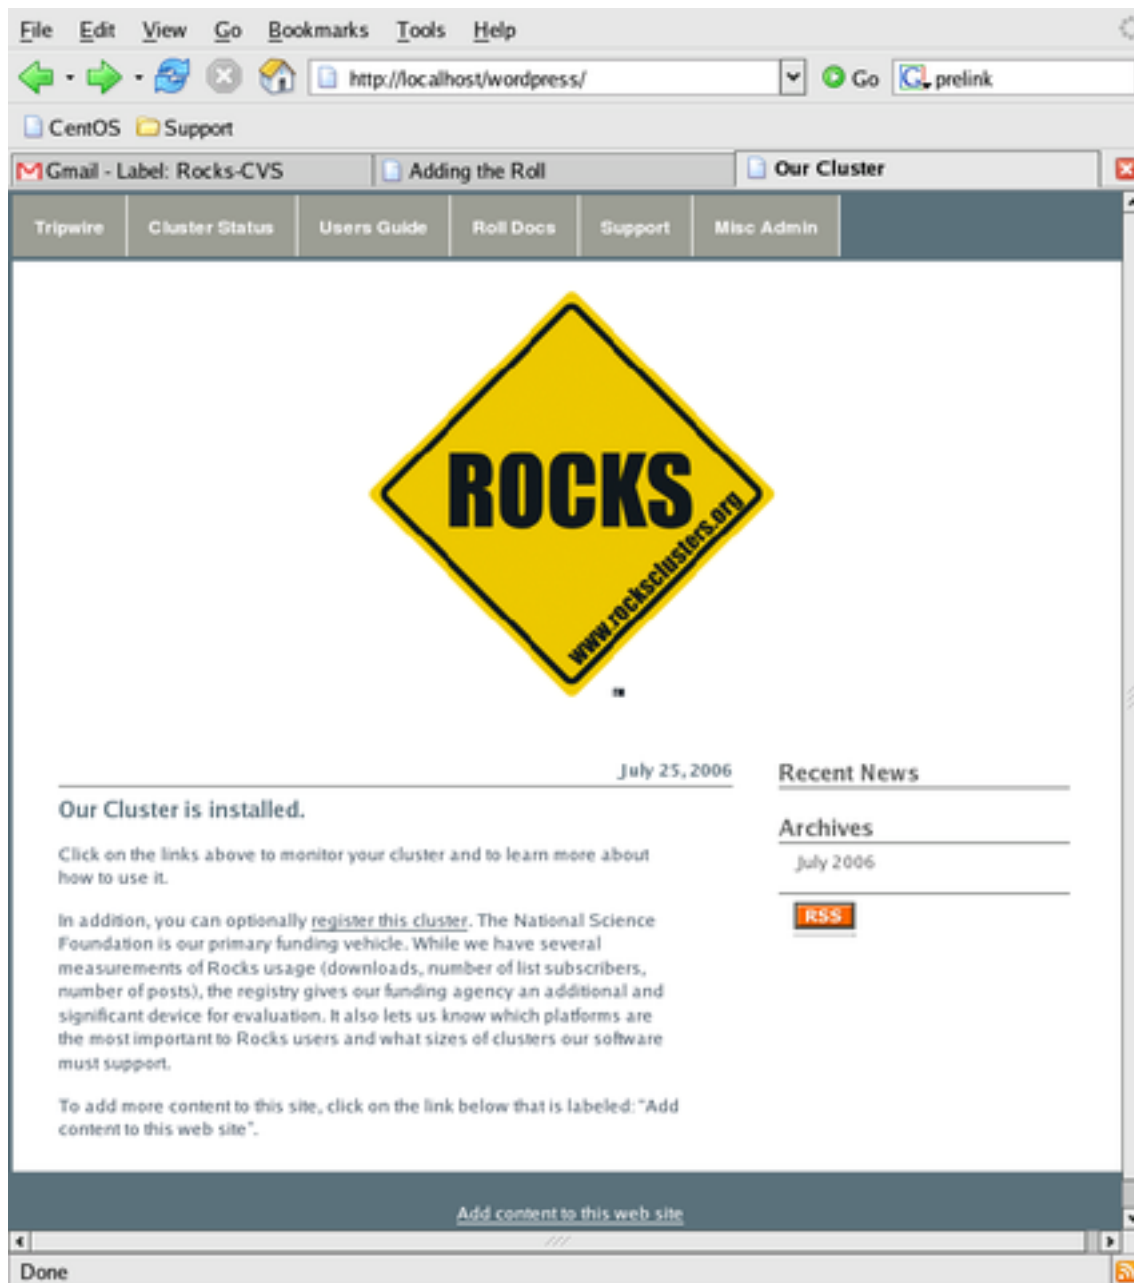 File Edit View Go Bookmarks Tools Help
http://localhost/wordpress/ Go G prelink
CentOS Support
Gmail - Label: Rocks-CVS Adding the Roll Our Cluster
Tripwire Cluster Status Users Guide Roll Docs Support Misc Admin
ROCKS
www.rocksclusters.org
TM
July 25, 2006
Our Cluster is installed.
Click on the links above to monitor your cluster and to learn more about
how to use it.
In addition, you can optionally register this cluster. The National Science
Foundation is our primary funding vehicle. While we have several
measurements of Rocks usage (downloads, number of list subscribers,
number of posts), the registry gives our funding agency an additional and
significant device for evaluation. It also lets us know which platforms are
the most important to Rocks users and what sizes of clusters our software
must support.
To add more content to this site, click on the link below that is labeled: "Add
content to this web site".
Recent News
Archives
July 2006
RSS
Add content to this web site
Done